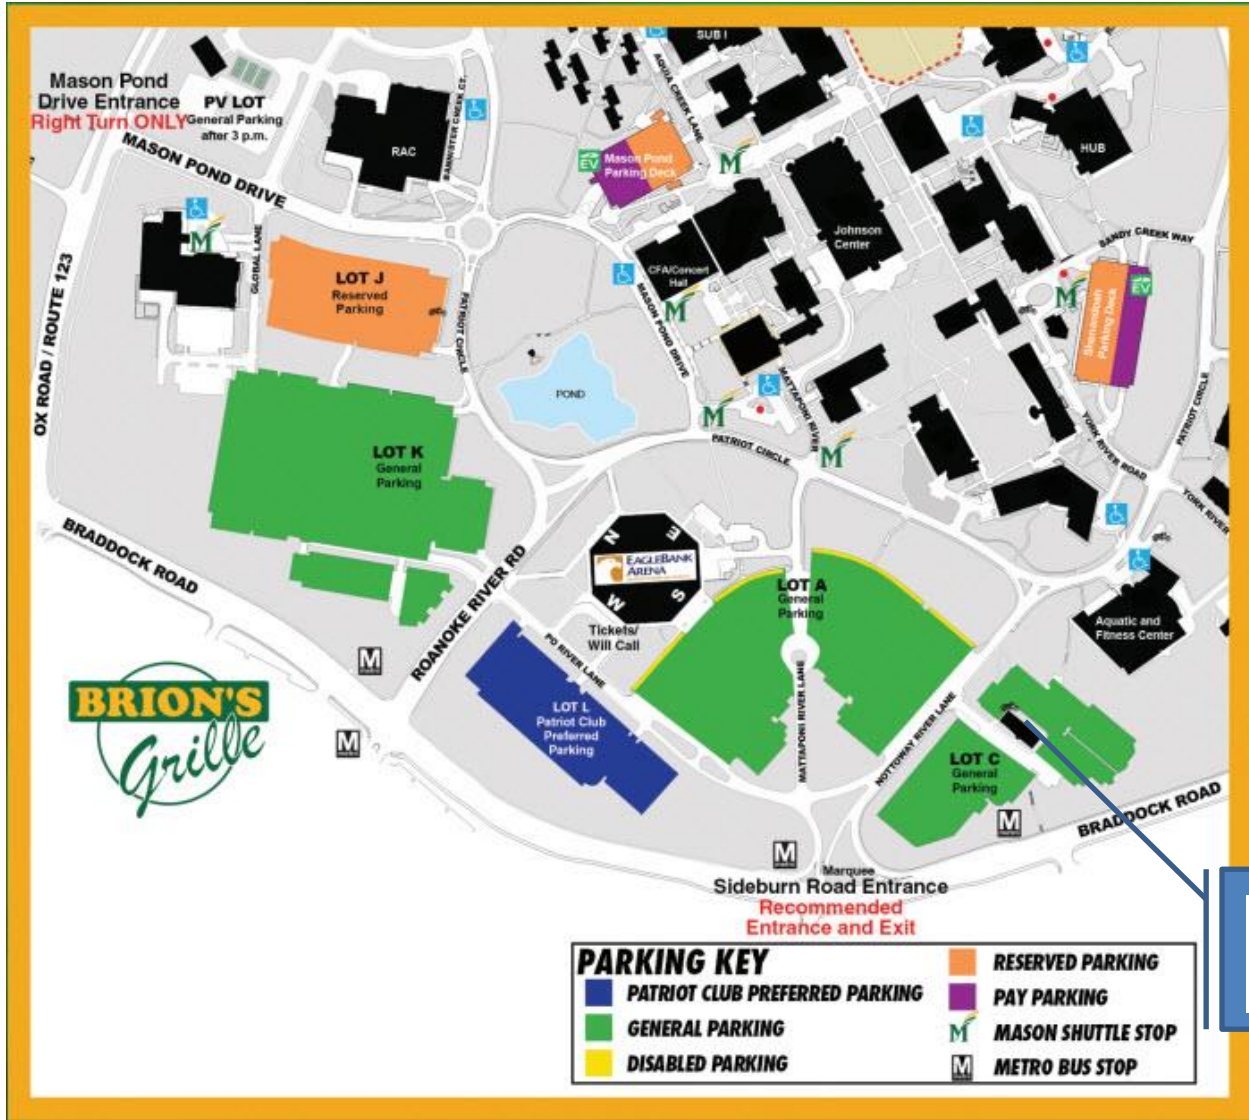 SUB I
Lot T
Mason Pond
Drive Entrance
Right Turn ONLY
PV LOT
General Parking
after 3 p.m.
RAC
BANNISTER CREEK CT.
AQUIA CREEK LANE
EV
Mason Pond
Parking Deck
M
HUB
MASON POND DRIVE
M
GLOBAL LANE
LOT J
Reserved
Parking
PATRIOT CIRCLE
CFA/Concert
Hall
M
Johnson
Center
SANDY CREEK WAY
M
EV
Shenandoah
Parking Deck
MASON POND DRIVE
OX ROAD / ROUTE 123
POND
MATTAPONI RIVER
M
M
PATRIOT CIRCLE
PATRIOT CIRCLE
YORK RIVER ROAD
YORK RIVER
LOT K
General
Parking
BRADDOCK ROAD
ROANOKE RIVER RD
N
E
EAGLEBANK
ARENA
W
S
Tickets/
Will Call
PO RIVER LANE
LOT A
General
Parking
MATTAPONI RIVER LANE
NOTTOWAY RIVER LANE
Aquatic and
Fitness Center
BRION'S
Grille
M
M
LOT L
Patriot Club
Preferred
Parking
LOT C
General
Parking
M
BRADDOCK ROAD
M
Marquee
Sideburn Road Entrance
Recommended
Entrance and Exit
PARKING KEY
PATRIOT CLUB PREFERRED PARKING
GENERAL PARKING
DISABLED PARKING
RESERVED PARKING
PAY PARKING
M MASON SHUTTLE STOP
M METRO BUS STOP